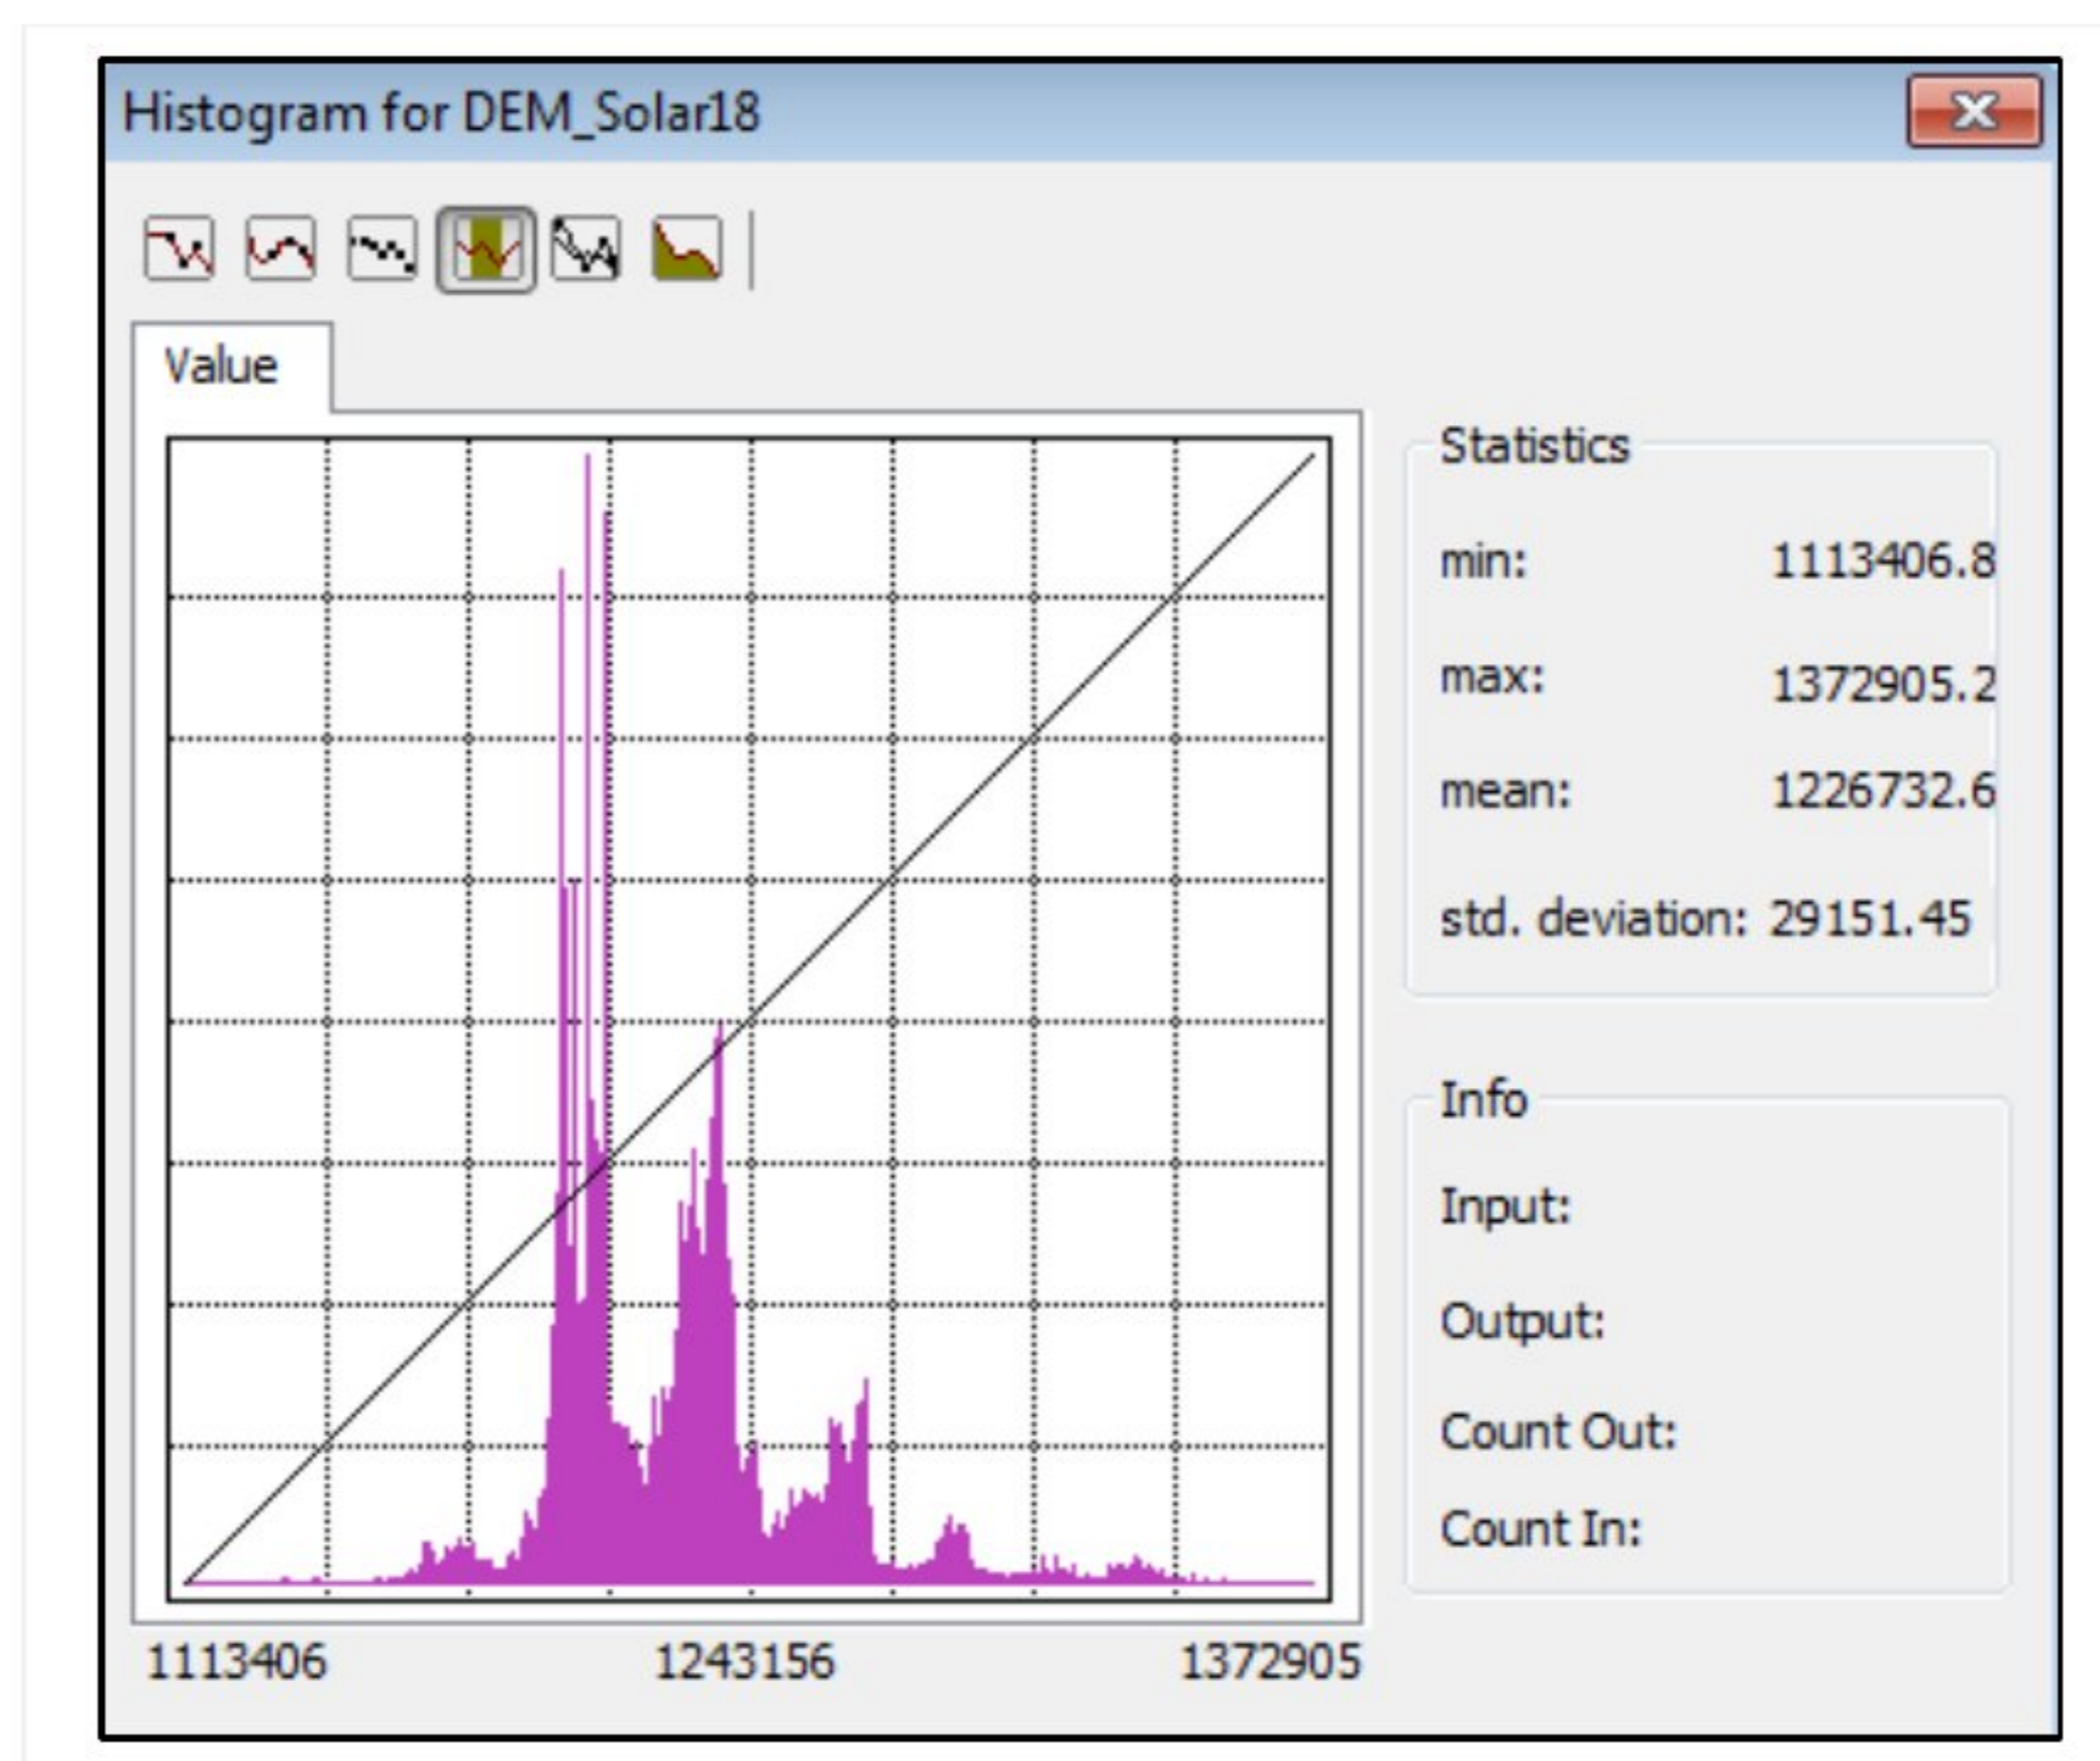 Histogram for DEM_Solar18
Value
Statistics
min: 1113406.8
max: 1372905.2
mean: 1226732.6
std. deviation: 29151.45
Info
Input:
Output:
Count Out:
Count In:
1113406 1243156 1372905